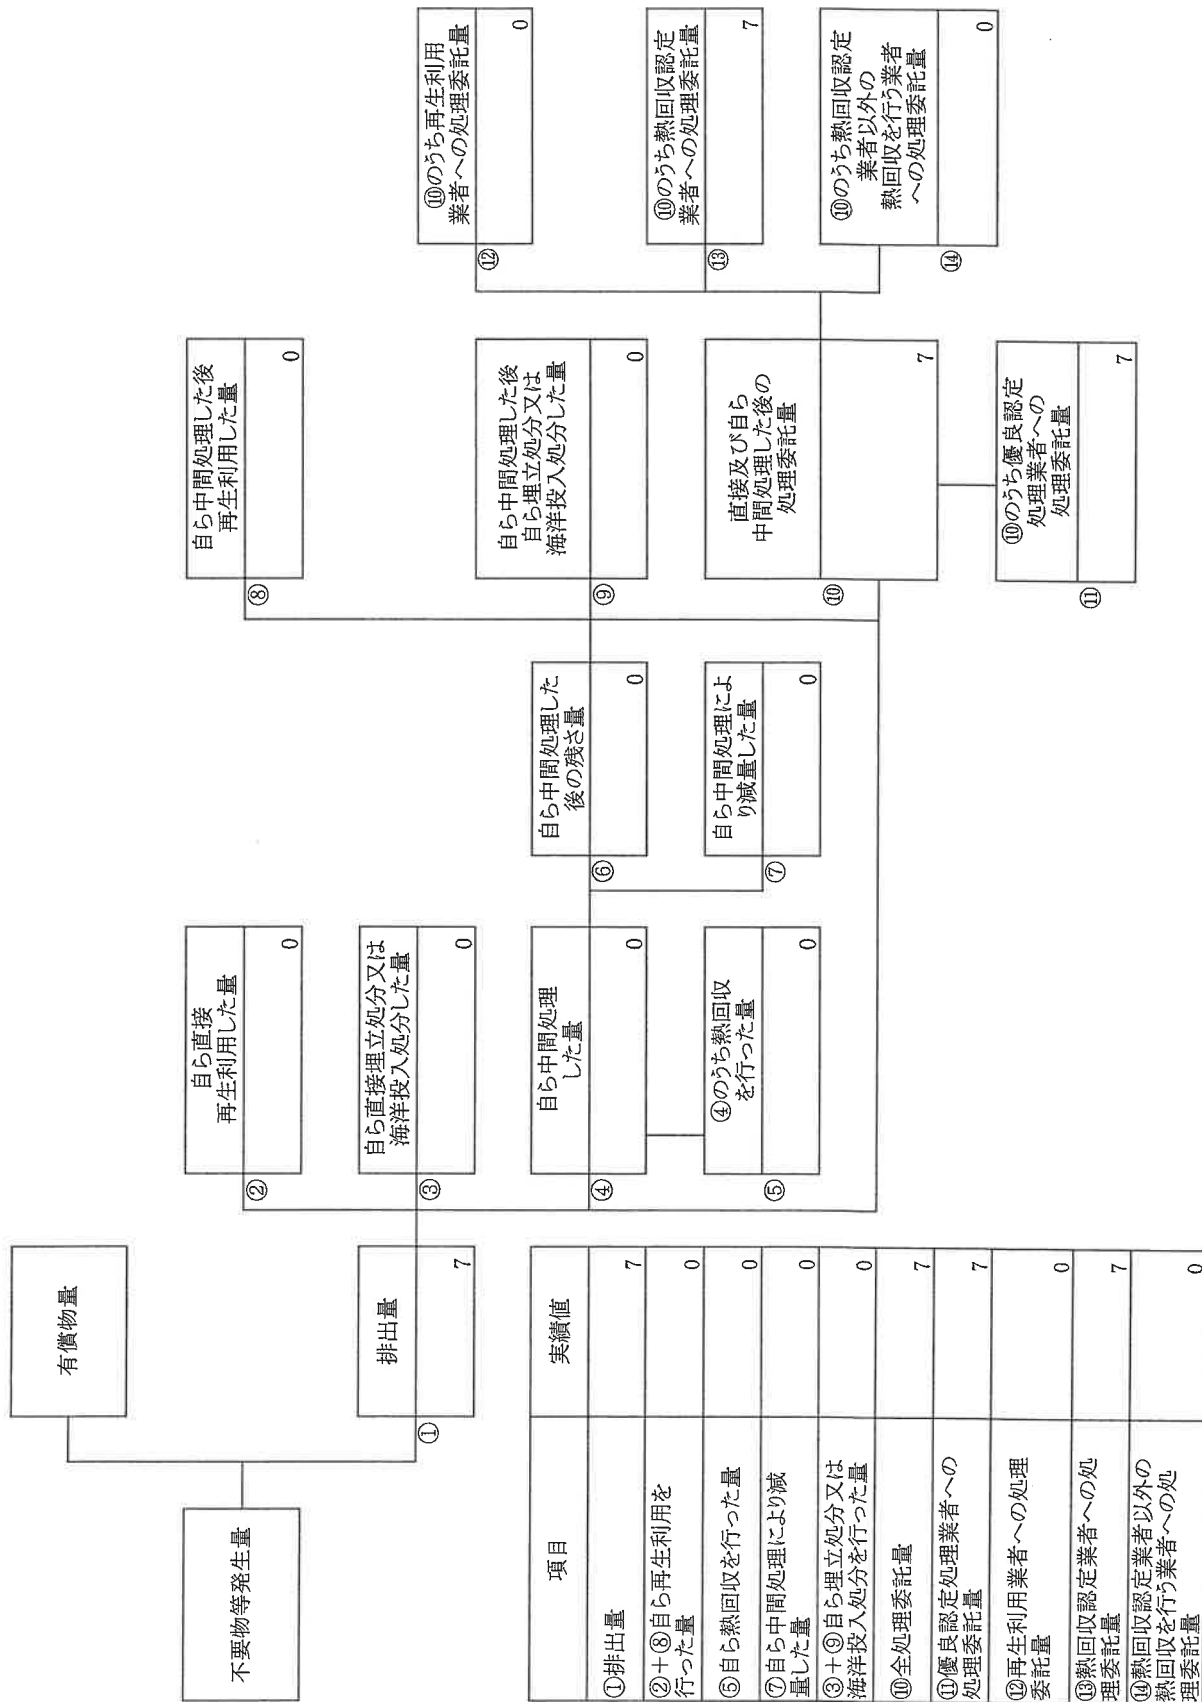 不要物等発生量
有償物量
①
排出量
7
②
自ら直接
再生利用した量
0
③
自ら直接埋立処分又は
海洋投入処分した量
0
④
自ら中間処理
した量
0
⑤
④のうち熱回収
を行った量
0
⑥
自ら中間処理した
後の残さ量
0
⑦
自ら中間処理によ
り減量した量
0
⑧
自ら中間処理した後
再生利用した量
0
⑨
自ら中間処理した後
自ら埋立処分又は
海洋投入処分した量
0
⑩
直接及び自ら
中間処理した後の
処理委託量
7
⑪
⑩のうち優良認定
処理業者への
処理委託量
7
⑫
⑩のうち再生利用
業者への処理委託量
0
⑬
⑩のうち熱回収認定
業者への処理委託量
7
⑭
⑩のうち熱回収認定
業者以外の
熱回収を行う業者
への処理委託量
0
項目 実績値
①排出量 7
②+⑧自ら再生利用を
行った量 0
⑤自ら熱回収を行った量 0
⑦自ら中間処理により減
量した量 0
③+⑨自ら埋立処分又は
海洋投入処分を行った量 0
⑩全処理委託量 7
⑪優良認定処理業者への
処理委託量 7
⑫再生利用業者への処理
委託量 0
⑬熱回収認定業者への処
理委託量 7
⑭熱回収認定業者以外の
熱回収を行う業者への処
理委託量 0